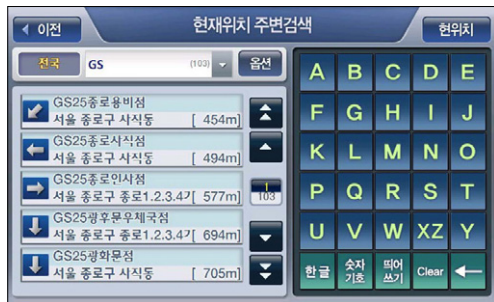 이전
현재위치 주변검색
현위치
전국 GS (103) 옵션
GS25종로용비점
서울 종로구 사직동 [ 454m]
GS25종로사직점
서울 종로구 사직동 [ 494m]
GS25종로인사점
서울 종로구 종로1.2.3.4가[ 577m]
GS25광후문우체국점
서울 종로구 종로1.2.3.4가[ 694m]
GS25광화문점
서울 종로구 사직동 [ 705m]
1
103
A B C D E
F G H I J
K L M N O
P Q R S T
U V W XZ Y
한글 숫자 기호 띄어 쓰기 Clear